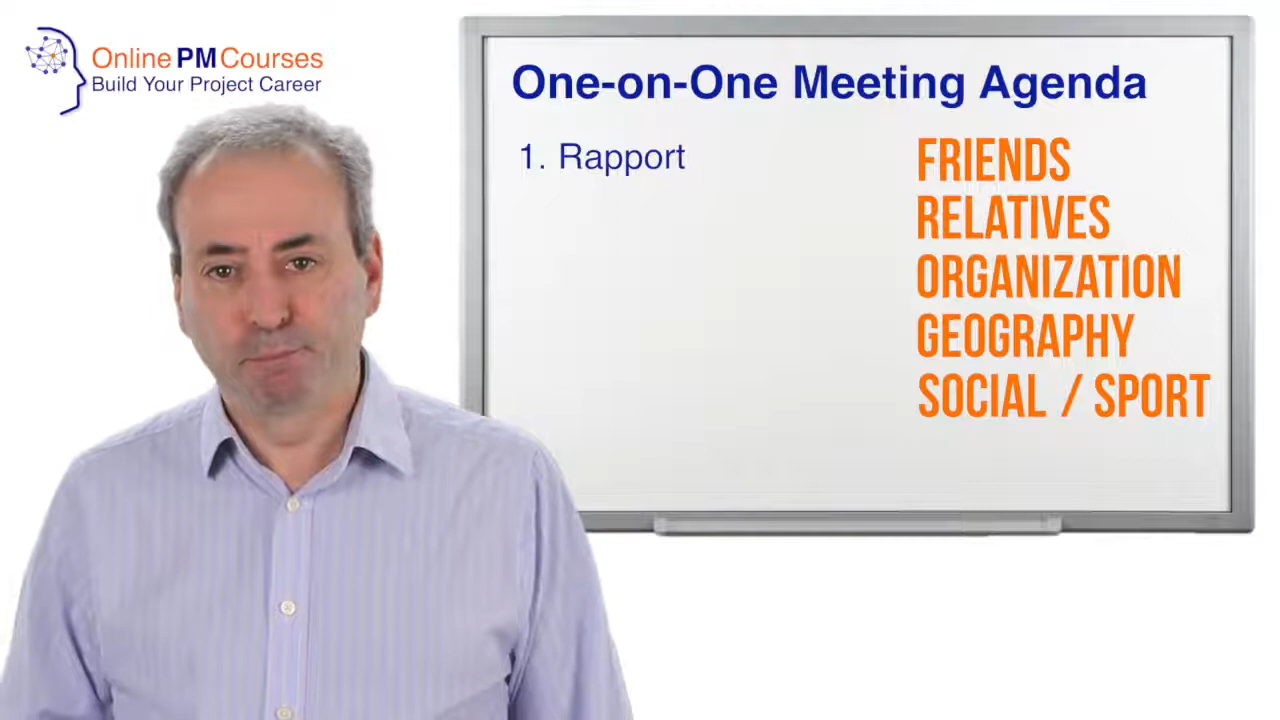 Online PM Courses
Build Your Project Career
One-on-One Meeting Agenda
1. Rapport
FRIENDS
RELATIVES
ORGANIZATION
GEOGRAPHY
SOCIAL / SPORT